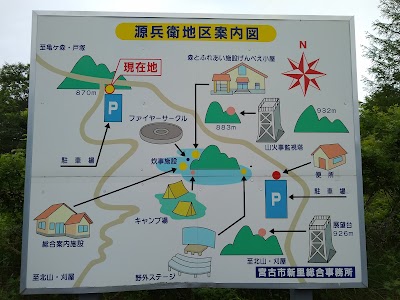 源兵衛地区案内図
至亀ケ森・戸塚
現在地
870m
森とふれあい施設げんべえ小屋
N
ファイヤーサークル
883m
932m
山火事監視塔
駐車場
炊事施設
便所
P
P
駐車場
キャンプ場
総合案内施設
展望台
926m
野外ステージ
至北山・刈屋
至北山・刈屋
宮古市新里総合事務所